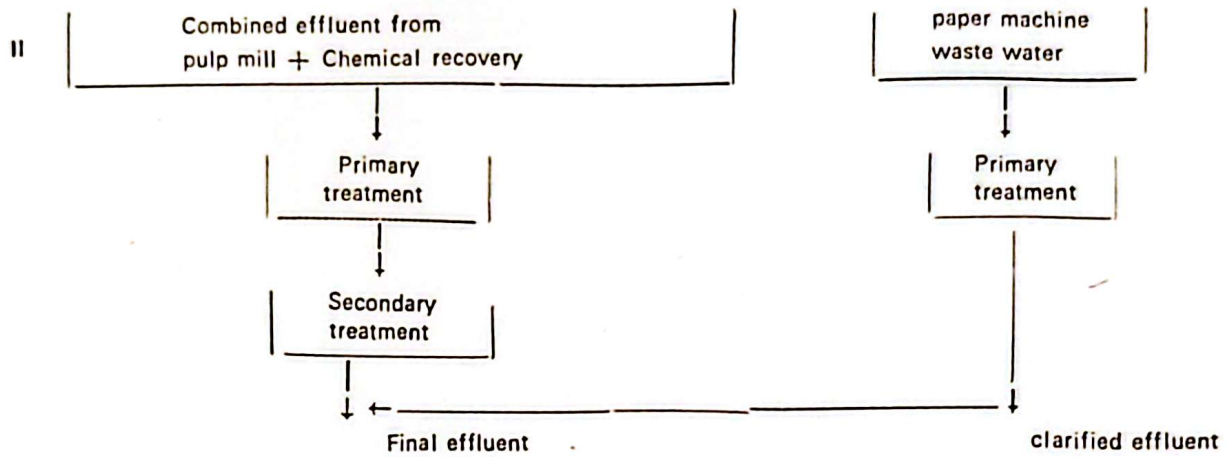 II
Combined effluent from
pulp mill + Chemical recovery
paper machine
waste water
Primary
treatment
Primary
treatment
Secondary
treatment
Final effluent
clarified effluent